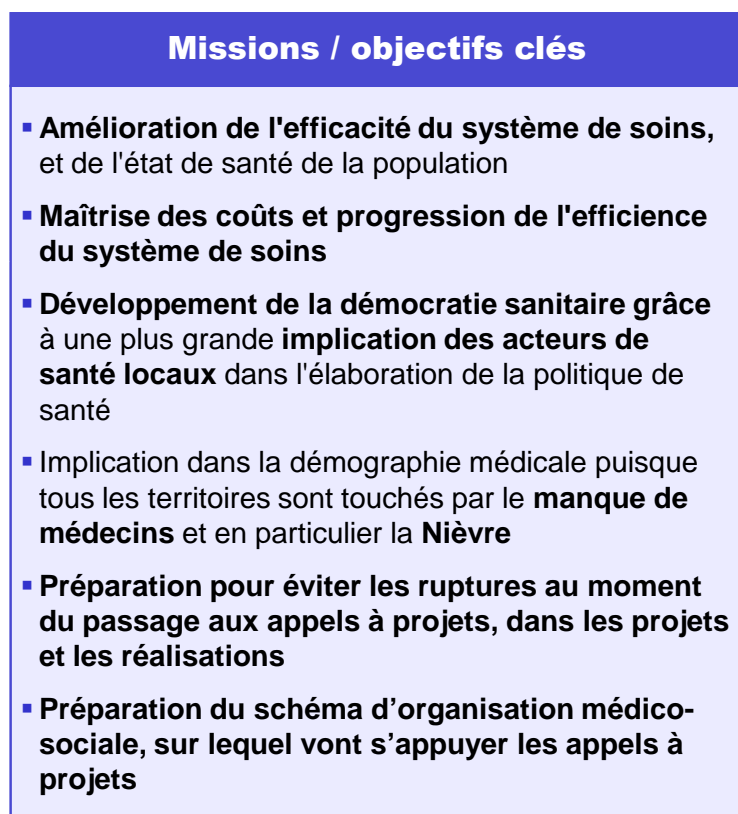 Missions / objectifs clés
▪ Amélioration de l'efficacité du système de soins,
et de l'état de santé de la population
▪ Maîtrise des coûts et progression de l'efficience
du système de soins
▪ Développement de la démocratie sanitaire grâce
à une plus grande implication des acteurs de
santé locaux dans l'élaboration de la politique de
santé
▪ Implication dans la démographie médicale puisque
tous les territoires sont touchés par le manque de
médecins et en particulier la Nièvre
▪ Préparation pour éviter les ruptures au moment
du passage aux appels à projets, dans les projets
et les réalisations
▪ Préparation du schéma d’organisation médico-
sociale, sur lequel vont s’appuyer les appels à
projets